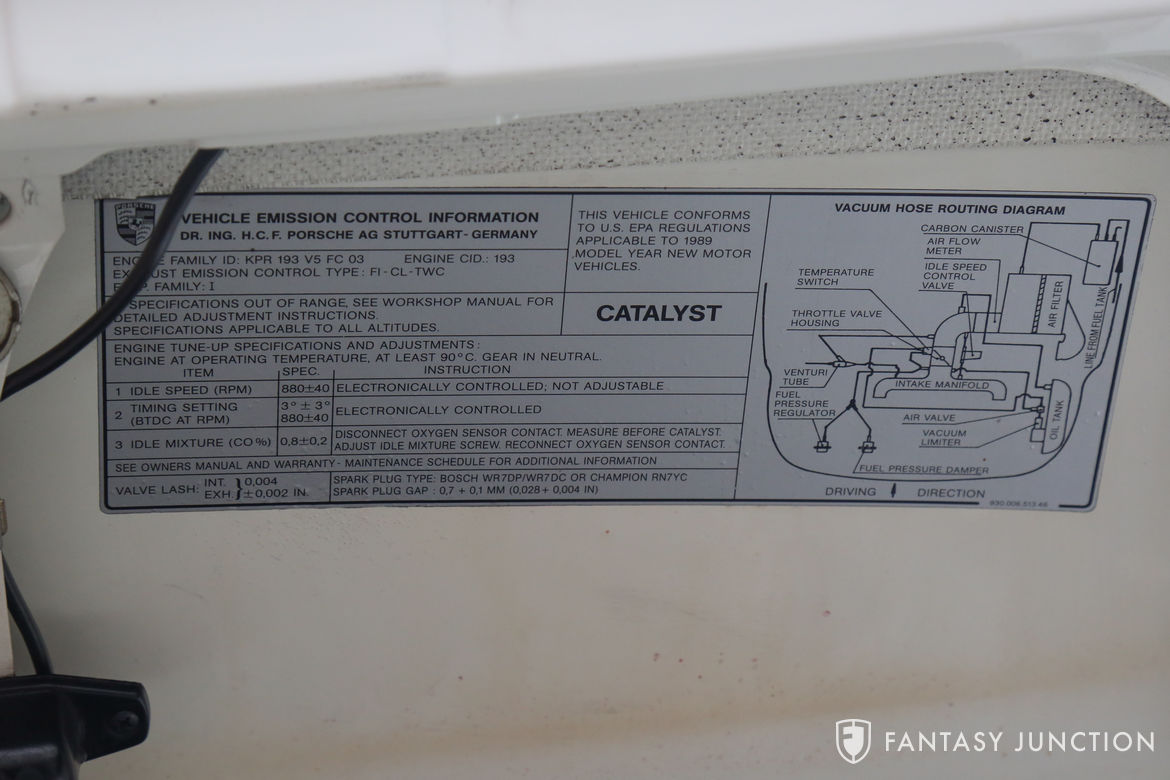 PORSCHE
VEHICLE EMISSION CONTROL INFORMATION
DR. ING. H.C.F. PORSCHE AG STUTTGART - GERMANY
ENGINE FAMILY ID: KPR 193 V5 FC 03 ENGINE CID.: 193
EXHAUST EMISSION CONTROL TYPE: FI-CL-TWC
FAMILY: I
THIS VEHICLE CONFORMS
TO U.S. EPA REGULATIONS
APPLICABLE TO 1989
MODEL YEAR NEW MOTOR
VEHICLES.
SPECIFICATIONS OUT OF RANGE, SEE WORKSHOP MANUAL FOR
DETAILED ADJUSTMENT INSTRUCTIONS.
SPECIFICATIONS APPLICABLE TO ALL ALTITUDES.
CATALYST
ENGINE TUNE-UP SPECIFICATIONS AND ADJUSTMENTS:
ENGINE AT OPERATING TEMPERATURE, AT LEAST 90°C. GEAR IN NEUTRAL.
ITEM SPEC. INSTRUCTION
1 IDLE SPEED (RPM) 880±40 ELECTRONICALLY CONTROLLED; NOT ADJUSTABLE
2 TIMING SETTING (BTDC AT RPM) 3° ± 3° 880±40 ELECTRONICALLY CONTROLLED
3 IDLE MIXTURE (CO%) 0,8±0,2 DISCONNECT OXYGEN SENSOR CONTACT. MEASURE BEFORE CATALYST.
ADJUST IDLE MIXTURE SCREW. RECONNECT OXYGEN SENSOR CONTACT.
SEE OWNERS MANUAL AND WARRANTY - MAINTENANCE SCHEDULE FOR ADDITIONAL INFORMATION
VALVE LASH: INT. EXH. } 0,004 ±0,002 IN.
SPARK PLUG TYPE: BOSCH WR7DP/WR7DC OR CHAMPION RN7YC
SPARK PLUG GAP : 0,7 + 0,1 MM (0,028 + 0,004 IN)
VACUUM HOSE ROUTING DIAGRAM
CARBON CANISTER
AIR FLOW
METER
IDLE SPEED
CONTROL
VALVE
TEMPERATURE
SWITCH
THROTTLE VALVE
HOUSING
AIR FILTER
LINE FROM FUEL TANK
VENTURI
TUBE
INTAKE MANIFOLD
FUEL
PRESSURE
REGULATOR
AIR VALVE
VACUUM
LIMITER
OIL TANK
FUEL PRESSURE DAMPER
DRIVING DIRECTION
930.006.513.46
FANTASY JUNCTION